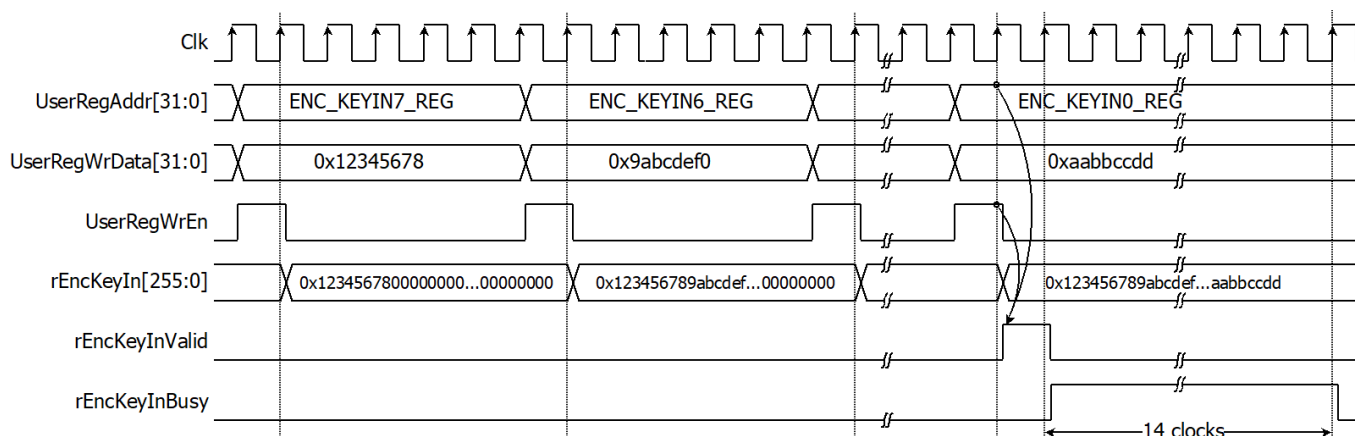 Clk
UserRegAddr[31:0] ENC_KEYIN7_REG ENC_KEYIN6_REG ENC_KEYIN0_REG
UserRegWrData[31:0] 0x12345678 0x9abcdef0 0xaabbccdd
UserRegWrEn
rEncKeyIn[255:0] 0x1234567800000000...00000000 0x123456789abcdef...00000000 0x123456789abcdef...aabbccdd
rEncKeyInValid
rEncKeyInBusy
14 clocks